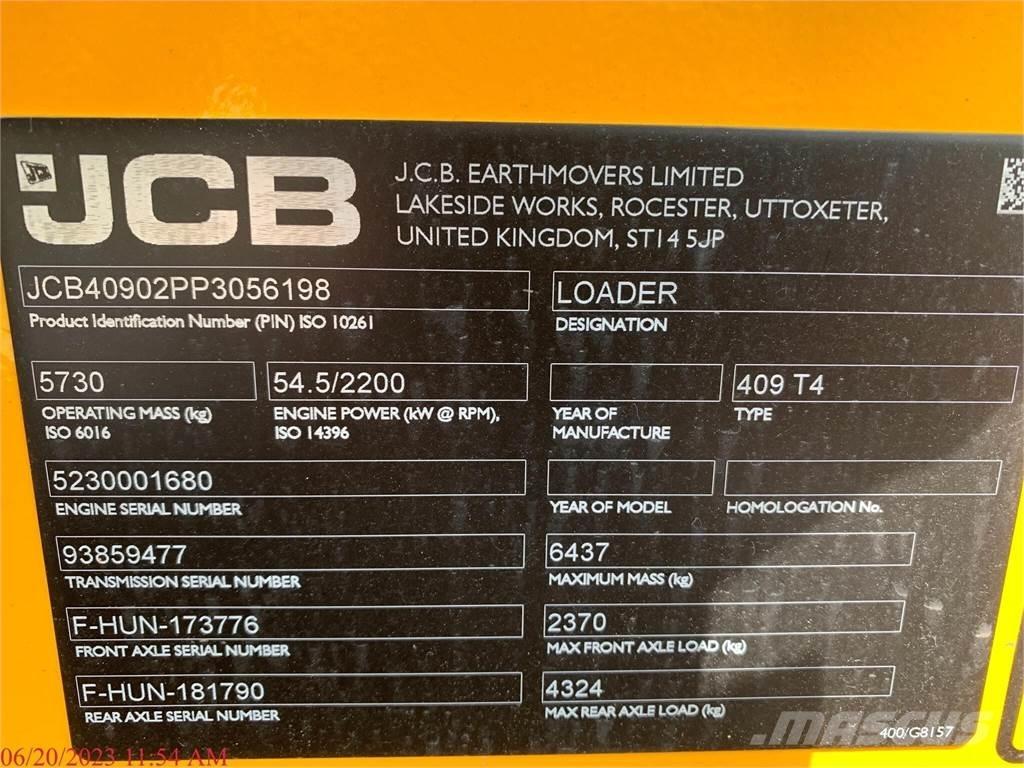 JCB
J.C.B. EARTHMOVERS LIMITED
LAKESIDE WORKS, ROCESTER, UTTOXETER,
UNITED KINGDOM, ST14 5JP
JCB40902PP3056198
Product Identification Number (PIN) ISO 10261
LOADER
DESIGNATION
5730
OPERATING MASS (kg)
ISO 6016
54.5/2200
ENGINE POWER (kW @ RPM),
ISO 14396
YEAR OF
MANUFACTURE
409 T4
TYPE
5230001680
ENGINE SERIAL NUMBER
YEAR OF MODEL
HOMOLOGATION No.
93859477
TRANSMISSION SERIAL NUMBER
6437
MAXIMUM MASS (kg)
F-HUN-173776
FRONT AXLE SERIAL NUMBER
2370
MAX FRONT AXLE LOAD (kg)
F-HUN-181790
REAR AXLE SERIAL NUMBER
4324
MAX REAR AXLE LOAD (kg)
400/G8157
MASCUS
06/20/2023 11:54 AM